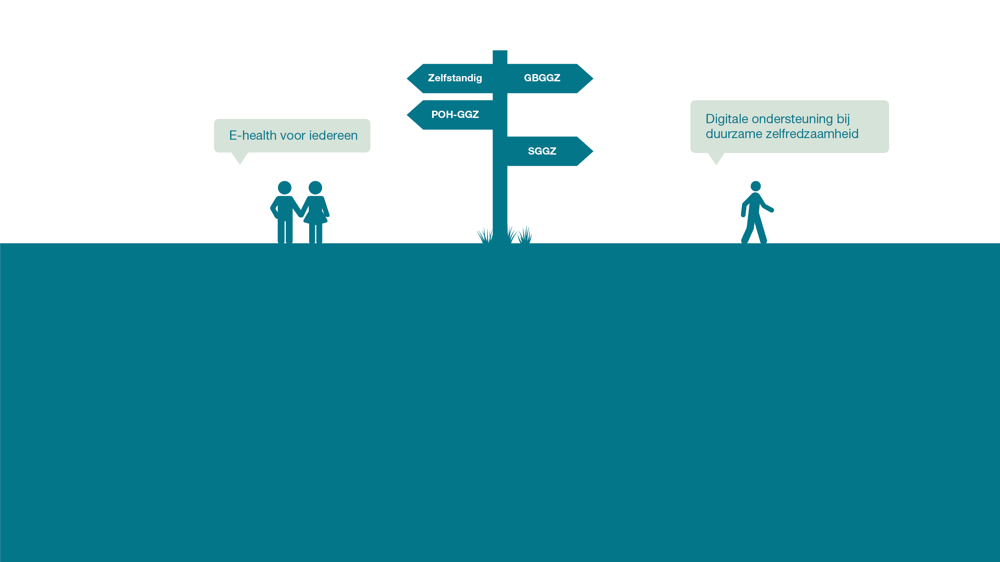 Zelfstandig
GBGGZ
POH-GGZ
SGGZ
E-health voor iedereen
Digitale ondersteuning bij
duurzame zelfredzaamheid